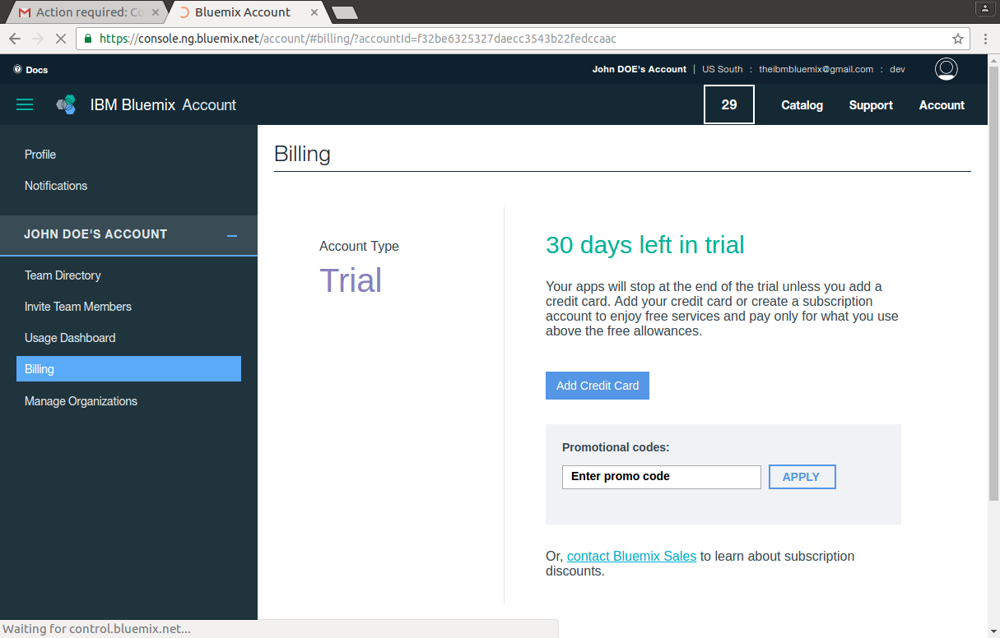 Action required: Co
Bluemix Account
https://console.ng.bluemix.net/account/#billing/?accountId=f32be6325327daecc3543b22fedccaac
Docs
John DOE's Account | US South : theibmbluemix@gmail.com : dev
IBM Bluemix Account
29
Catalog
Support
Account
Profile
Notifications
JOHN DOE'S ACCOUNT
Team Directory
Invite Team Members
Usage Dashboard
Billing
Manage Organizations
Billing
Account Type
Trial
30 days left in trial
Your apps will stop at the end of the trial unless you add a
credit card. Add your credit card or create a subscription
account to enjoy free services and pay only for what you use
above the free allowances.
Add Credit Card
Promotional codes:
Enter promo code
APPLY
Or, contact Bluemix Sales to learn about subscription
discounts.
Waiting for control.bluemix.net...